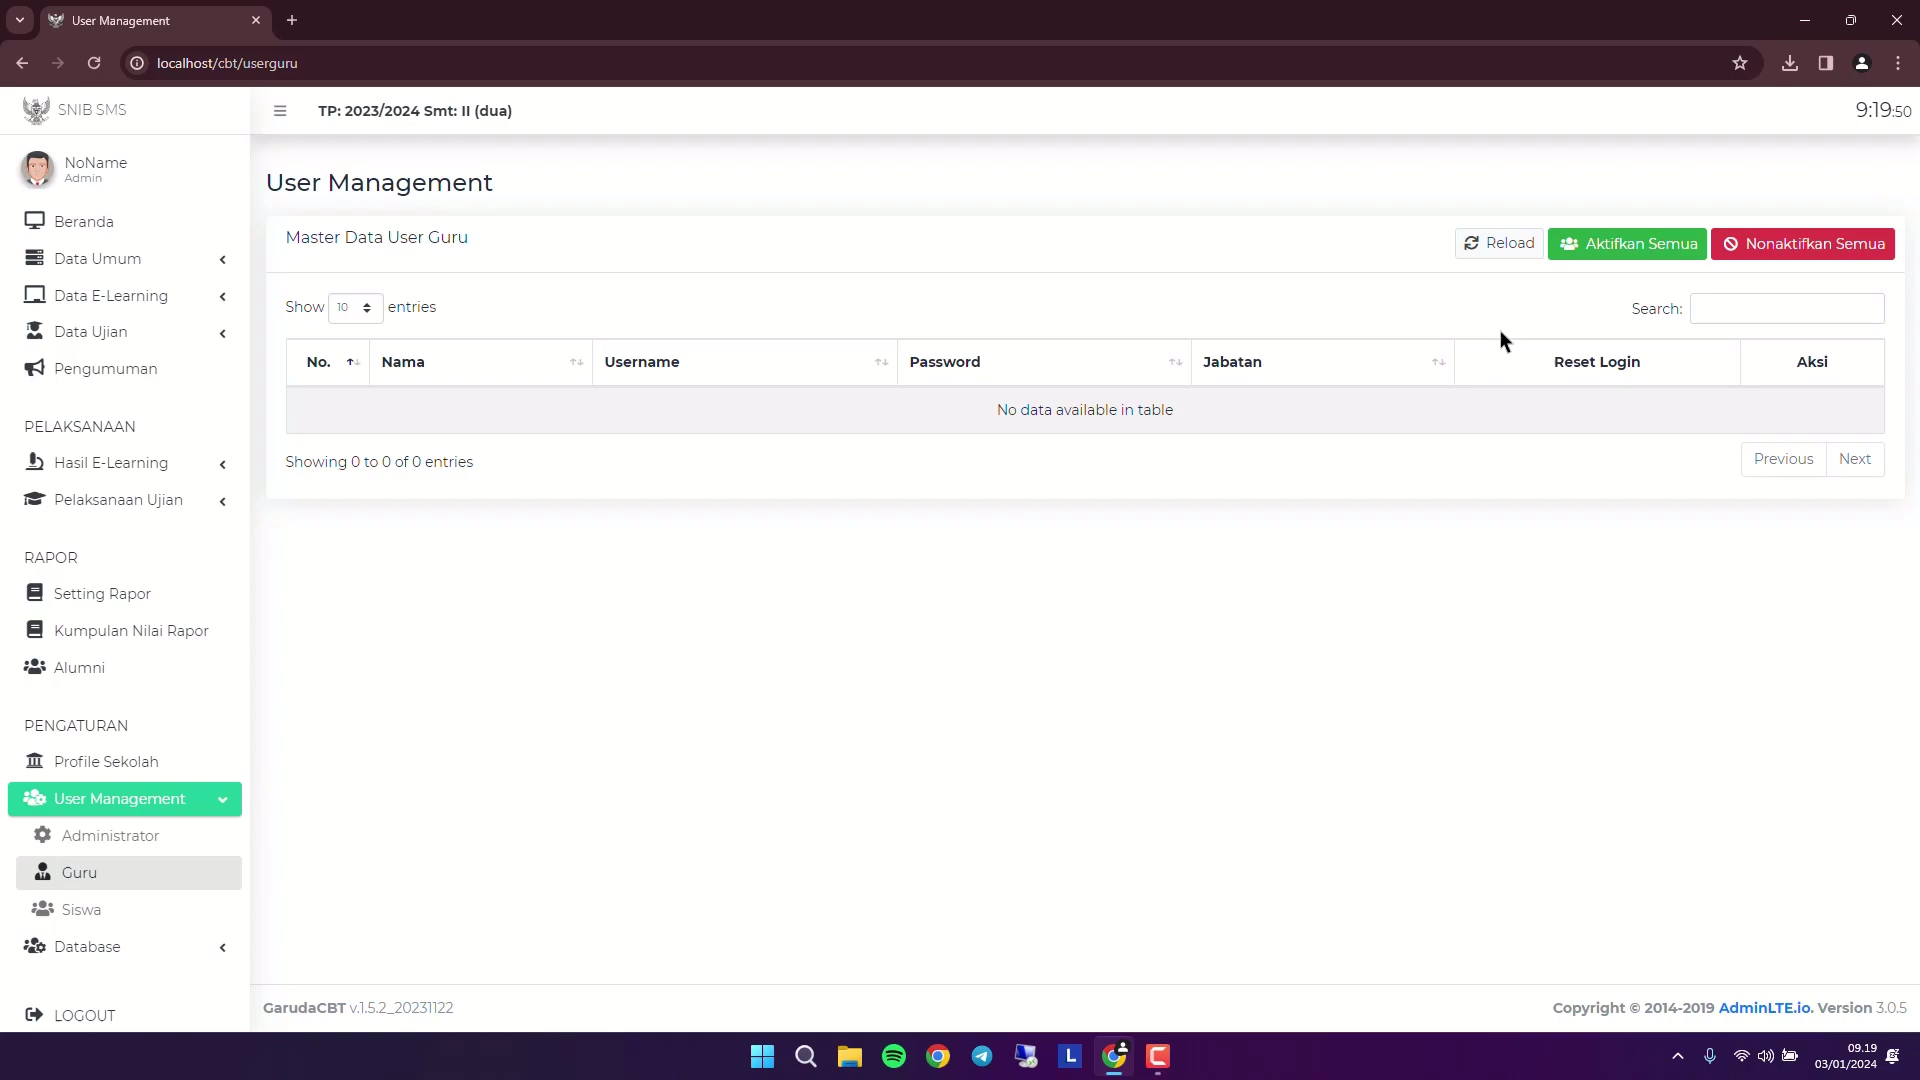 User Management
localhost/cbt/userguru
SNIB SMS
TP: 2023/2024 Smt: II (dua)
9:19:50
NoName
Admin
Beranda
Data Umum
Data E-Learning
Data Ujian
Pengumuman
PELAKSANAAN
Hasil E-Learning
Pelaksanaan Ujian
RAPOR
Setting Rapor
Kumpulan Nilai Rapor
Alumni
PENGATURAN
Profile Sekolah
User Management
Administrator
Guru
Siswa
Database
LOGOUT
User Management
Master Data User Guru
Reload Aktifkan Semua Nonaktifkan Semua
Show 10 entries Search:
No. Nama Username Password Jabatan Reset Login Aksi
No data available in table
Showing 0 to 0 of 0 entries Previous Next
GarudaCBT v.1.5.2_20231122 Copyright © 2014-2019 AdminLTE.io. Version 3.0.5
L
09.19
03/01/2024